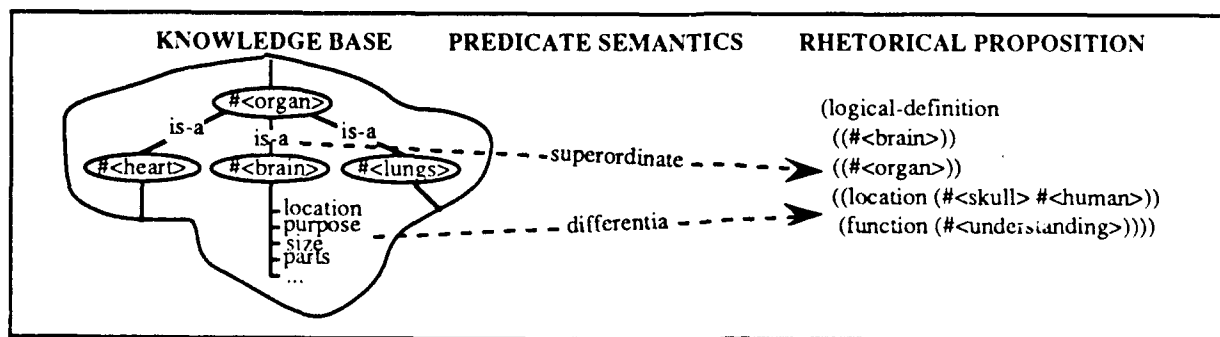 KNOWLEDGE BASE PREDICATE SEMANTICS RHETORICAL PROPOSITION
#<organ>
is-a is-a is-a
#<heart> #<brain> #<lungs>
location
purpose
size
parts
...
superordinate
differentia
(logical-definition
((#<brain>))
((#<organ>))
((location (#<skull> #<human>))
(function (#<understanding>))))